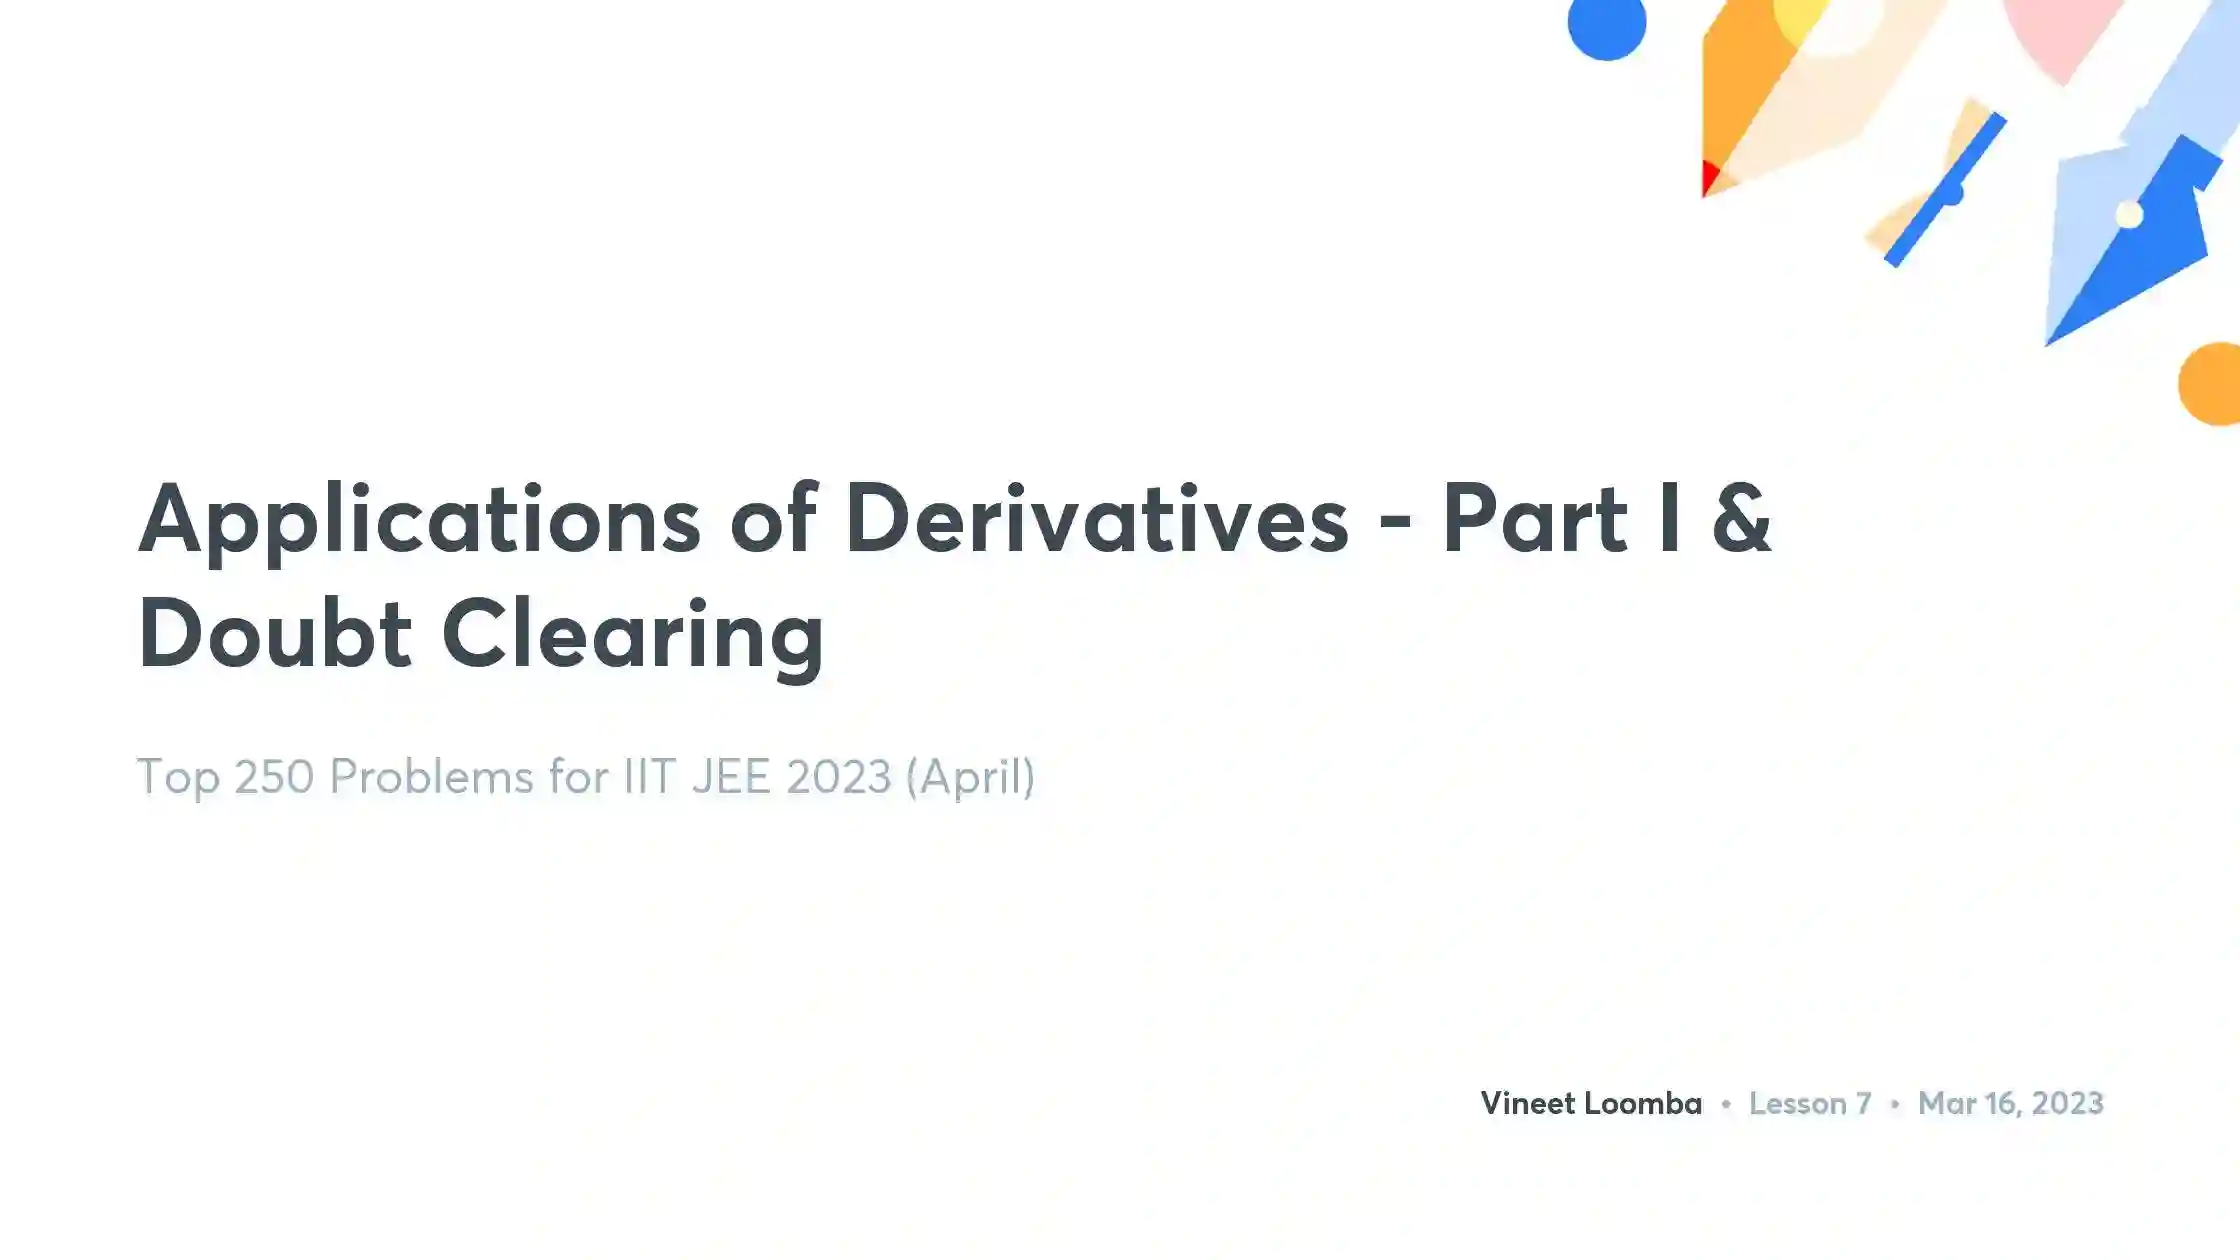 Applications of Derivatives - Part I &
Doubt Clearing
Top 250 Problems for IIT JEE 2023 (April)
Vineet Loomba • Lesson 7 • Mar 16, 2023